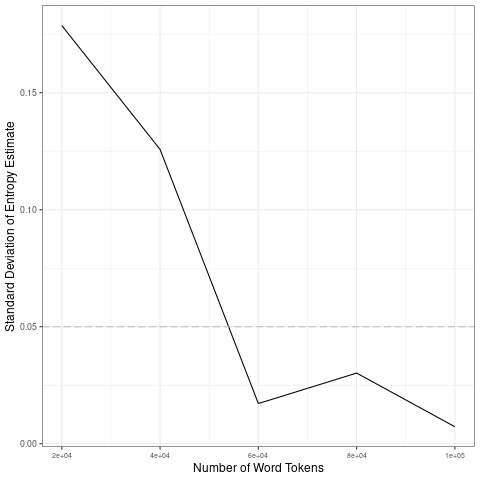 Standard Deviation of Entropy Estimate
0.15
0.10
0.05
0.00
2e+04 4e+04 6e+04 8e+04 1e+05
Number of Word Tokens